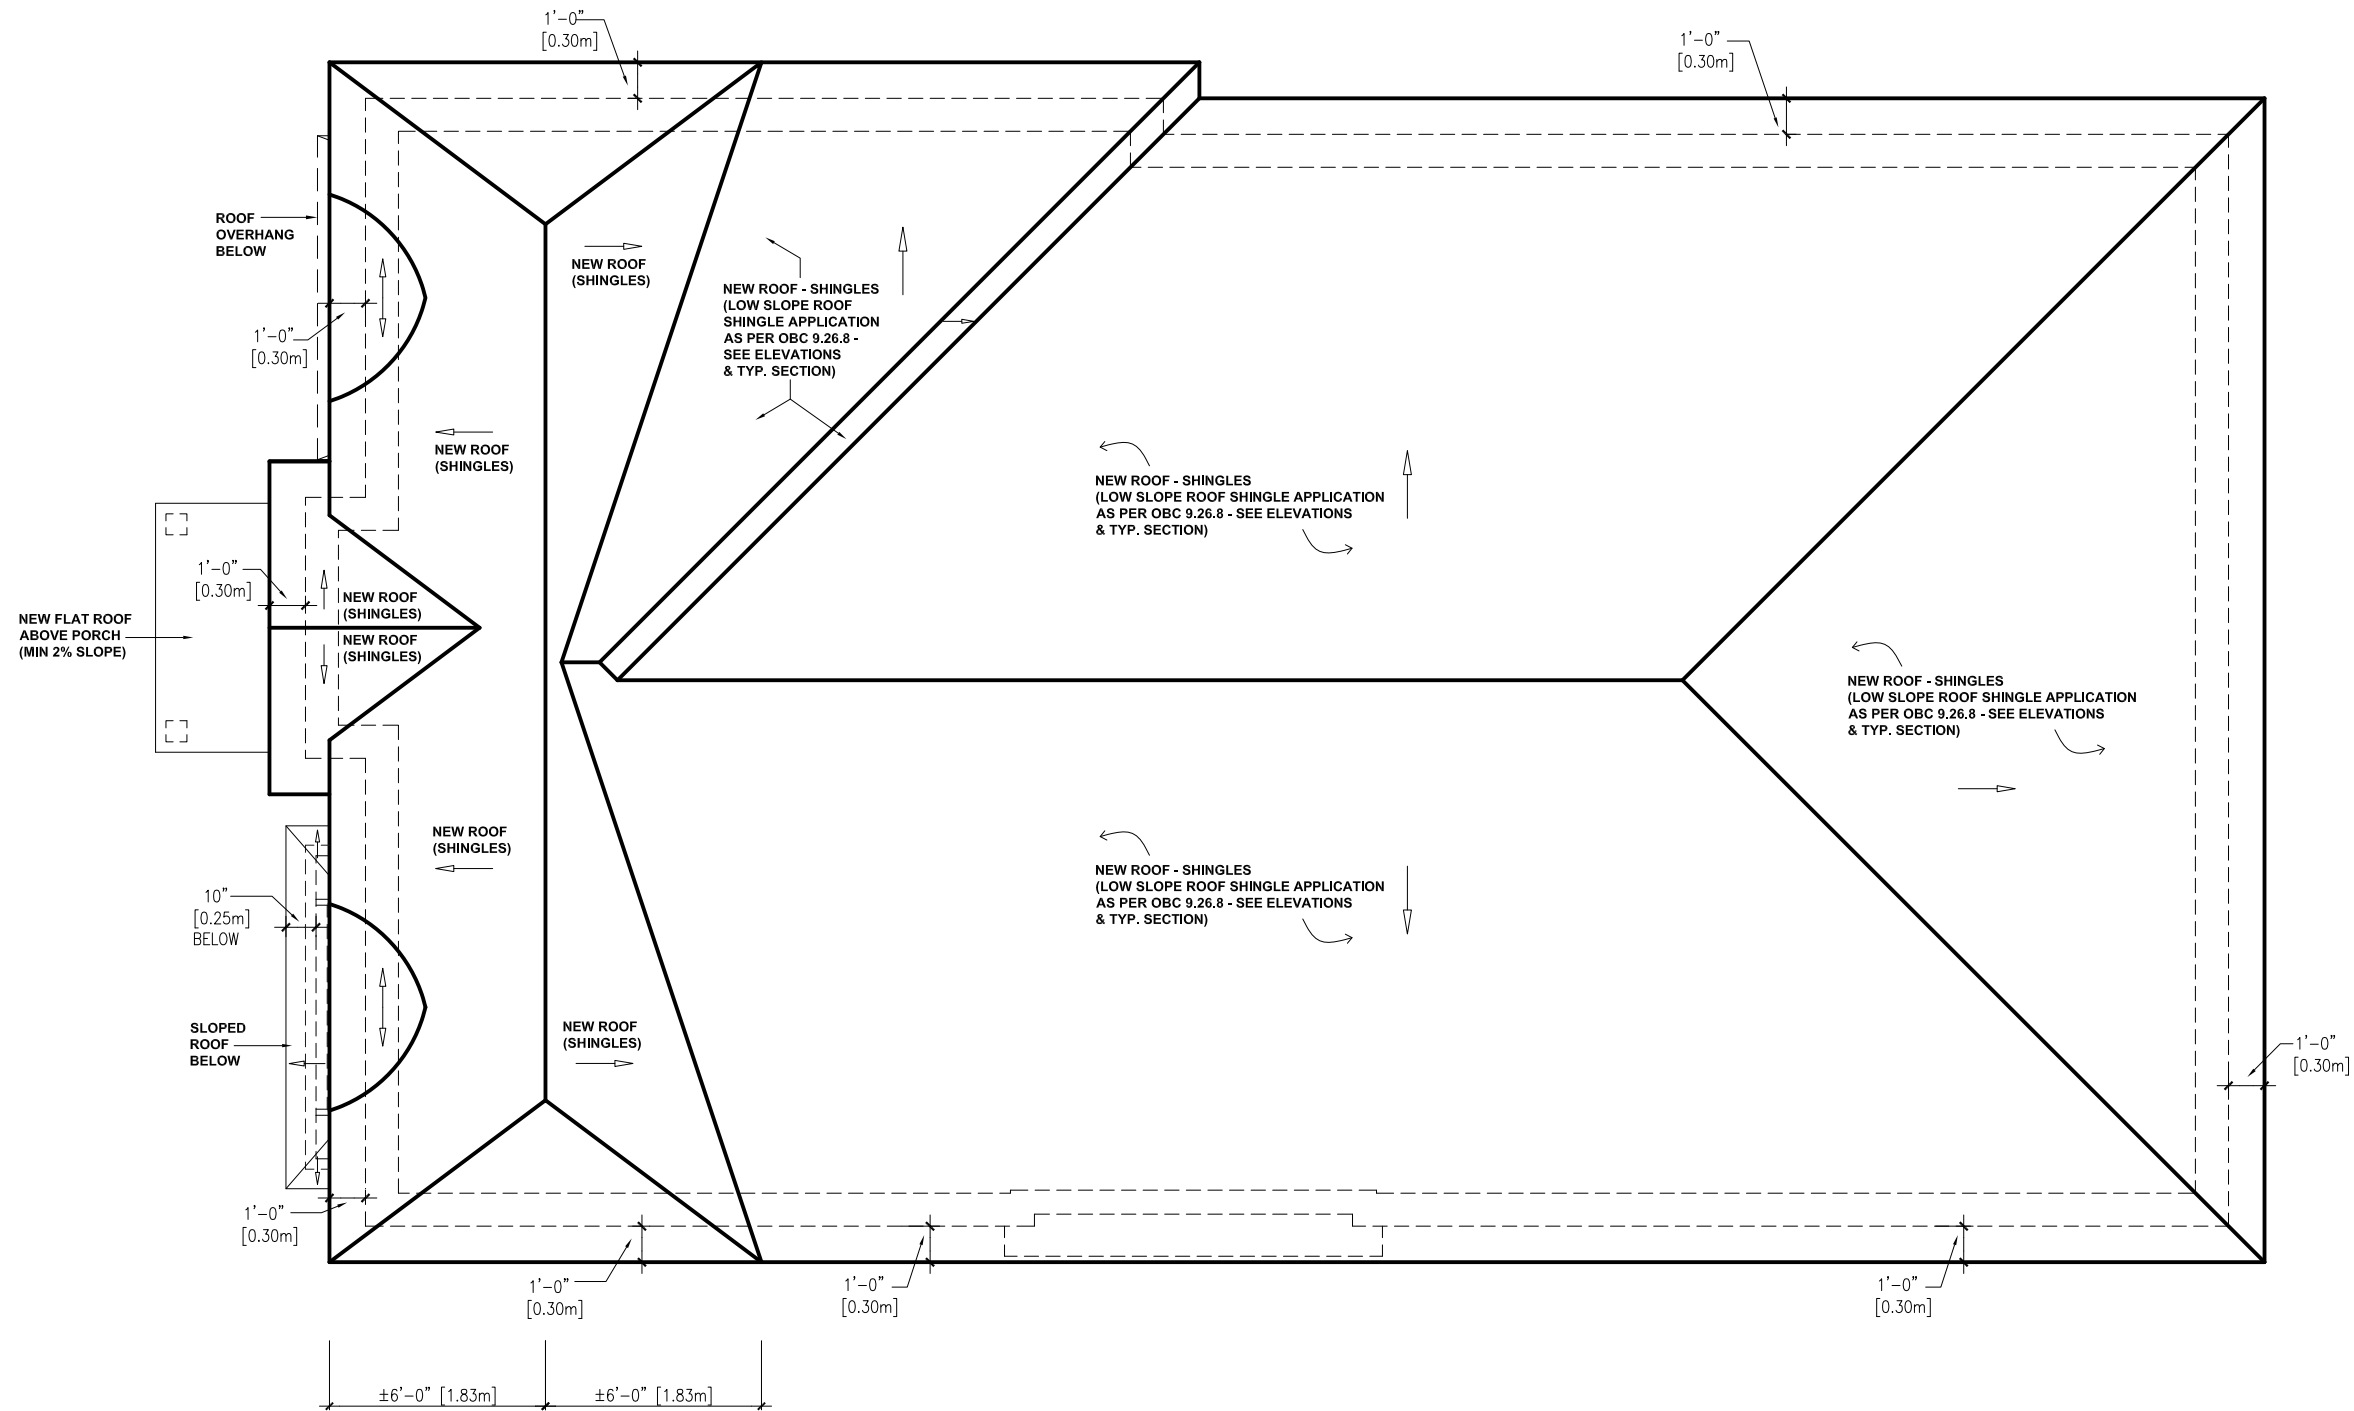 1'-0"
[0.30m]
1'-0"
[0.30m]
ROOF
OVERHANG
BELOW
1'-0"
[0.30m]
NEW ROOF
(SHINGLES)
NEW ROOF - SHINGLES
(LOW SLOPE ROOF
SHINGLE APPLICATION
AS PER OBC 9.26.8 -
SEE ELEVATIONS
& TYP. SECTION)
NEW ROOF
(SHINGLES)
NEW ROOF - SHINGLES
(LOW SLOPE ROOF SHINGLE APPLICATION
AS PER OBC 9.26.8 - SEE ELEVATIONS
& TYP. SECTION)
1'-0"
[0.30m]
NEW FLAT ROOF
ABOVE PORCH
(MIN 2% SLOPE)
NEW ROOF
(SHINGLES)
NEW ROOF
(SHINGLES)
NEW ROOF - SHINGLES
(LOW SLOPE ROOF SHINGLE APPLICATION
AS PER OBC 9.26.8 - SEE ELEVATIONS
& TYP. SECTION)
NEW ROOF
(SHINGLES)
NEW ROOF - SHINGLES
(LOW SLOPE ROOF SHINGLE APPLICATION
AS PER OBC 9.26.8 - SEE ELEVATIONS
& TYP. SECTION)
10"
[0.25m]
BELOW
SLOPED
ROOF
BELOW
NEW ROOF
(SHINGLES)
1'-0"
[0.30m]
1'-0"
[0.30m]
1'-0"
[0.30m]
1'-0"
[0.30m]
1'-0"
[0.30m]
±6'-0" [1.83m]
±6'-0" [1.83m]